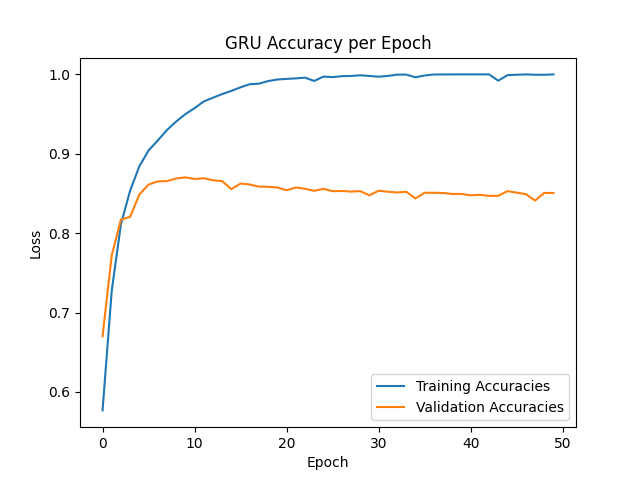 GRU Accuracy per Epoch
1.0
0.9
0.8
0.7
0.6
Loss
0 10 20 30 40 50
Epoch
Training Accuracies
Validation Accuracies